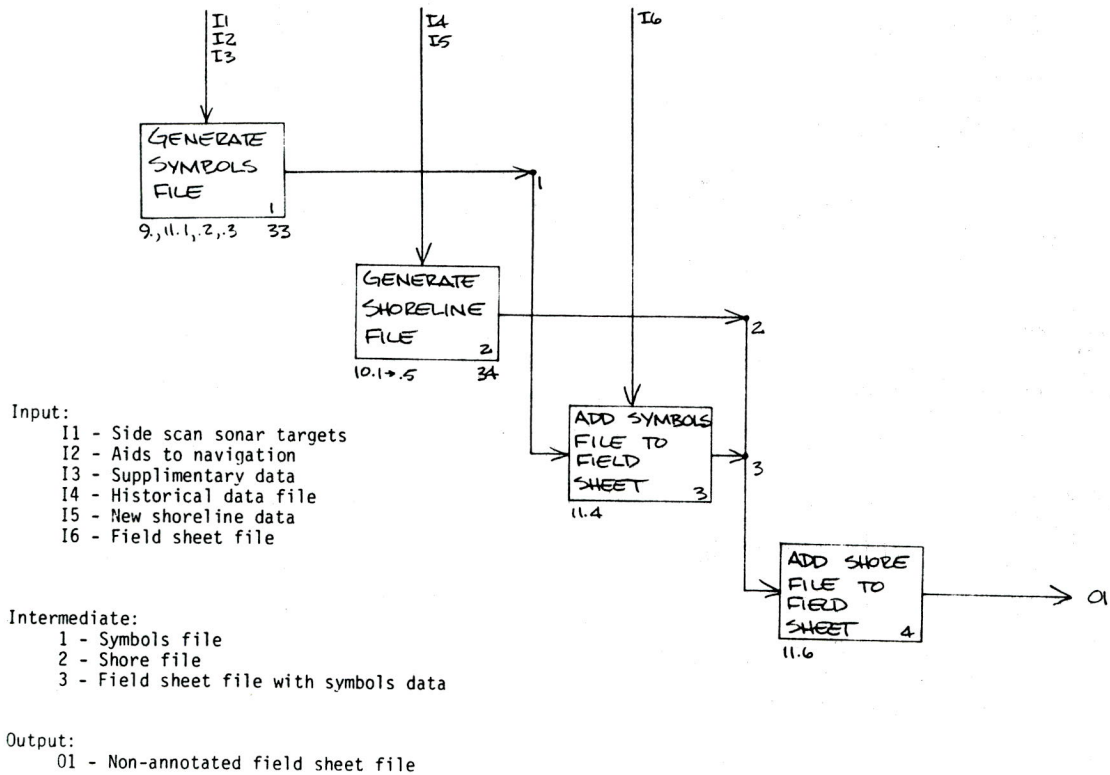 I1
I2
I3
I4
I5
I6
GENERATE
SYMBOLS
FILE
1
9.,11.1,.2,.3 33
1
GENERATE
SHORELINE
FILE
2
10.1→.5 34
2
ADD SYMBOLS
FILE TO
FIELD
SHEET 3
11.4
3
ADD SHORE
FILE TO
FIELD
SHEET 4
11.6
O1
Input:
I1 - Side scan sonar targets
I2 - Aids to navigation
I3 - Supplimentary data
I4 - Historical data file
I5 - New shoreline data
I6 - Field sheet file
Intermediate:
1 - Symbols file
2 - Shore file
3 - Field sheet file with symbols data
Output:
O1 - Non-annotated field sheet file